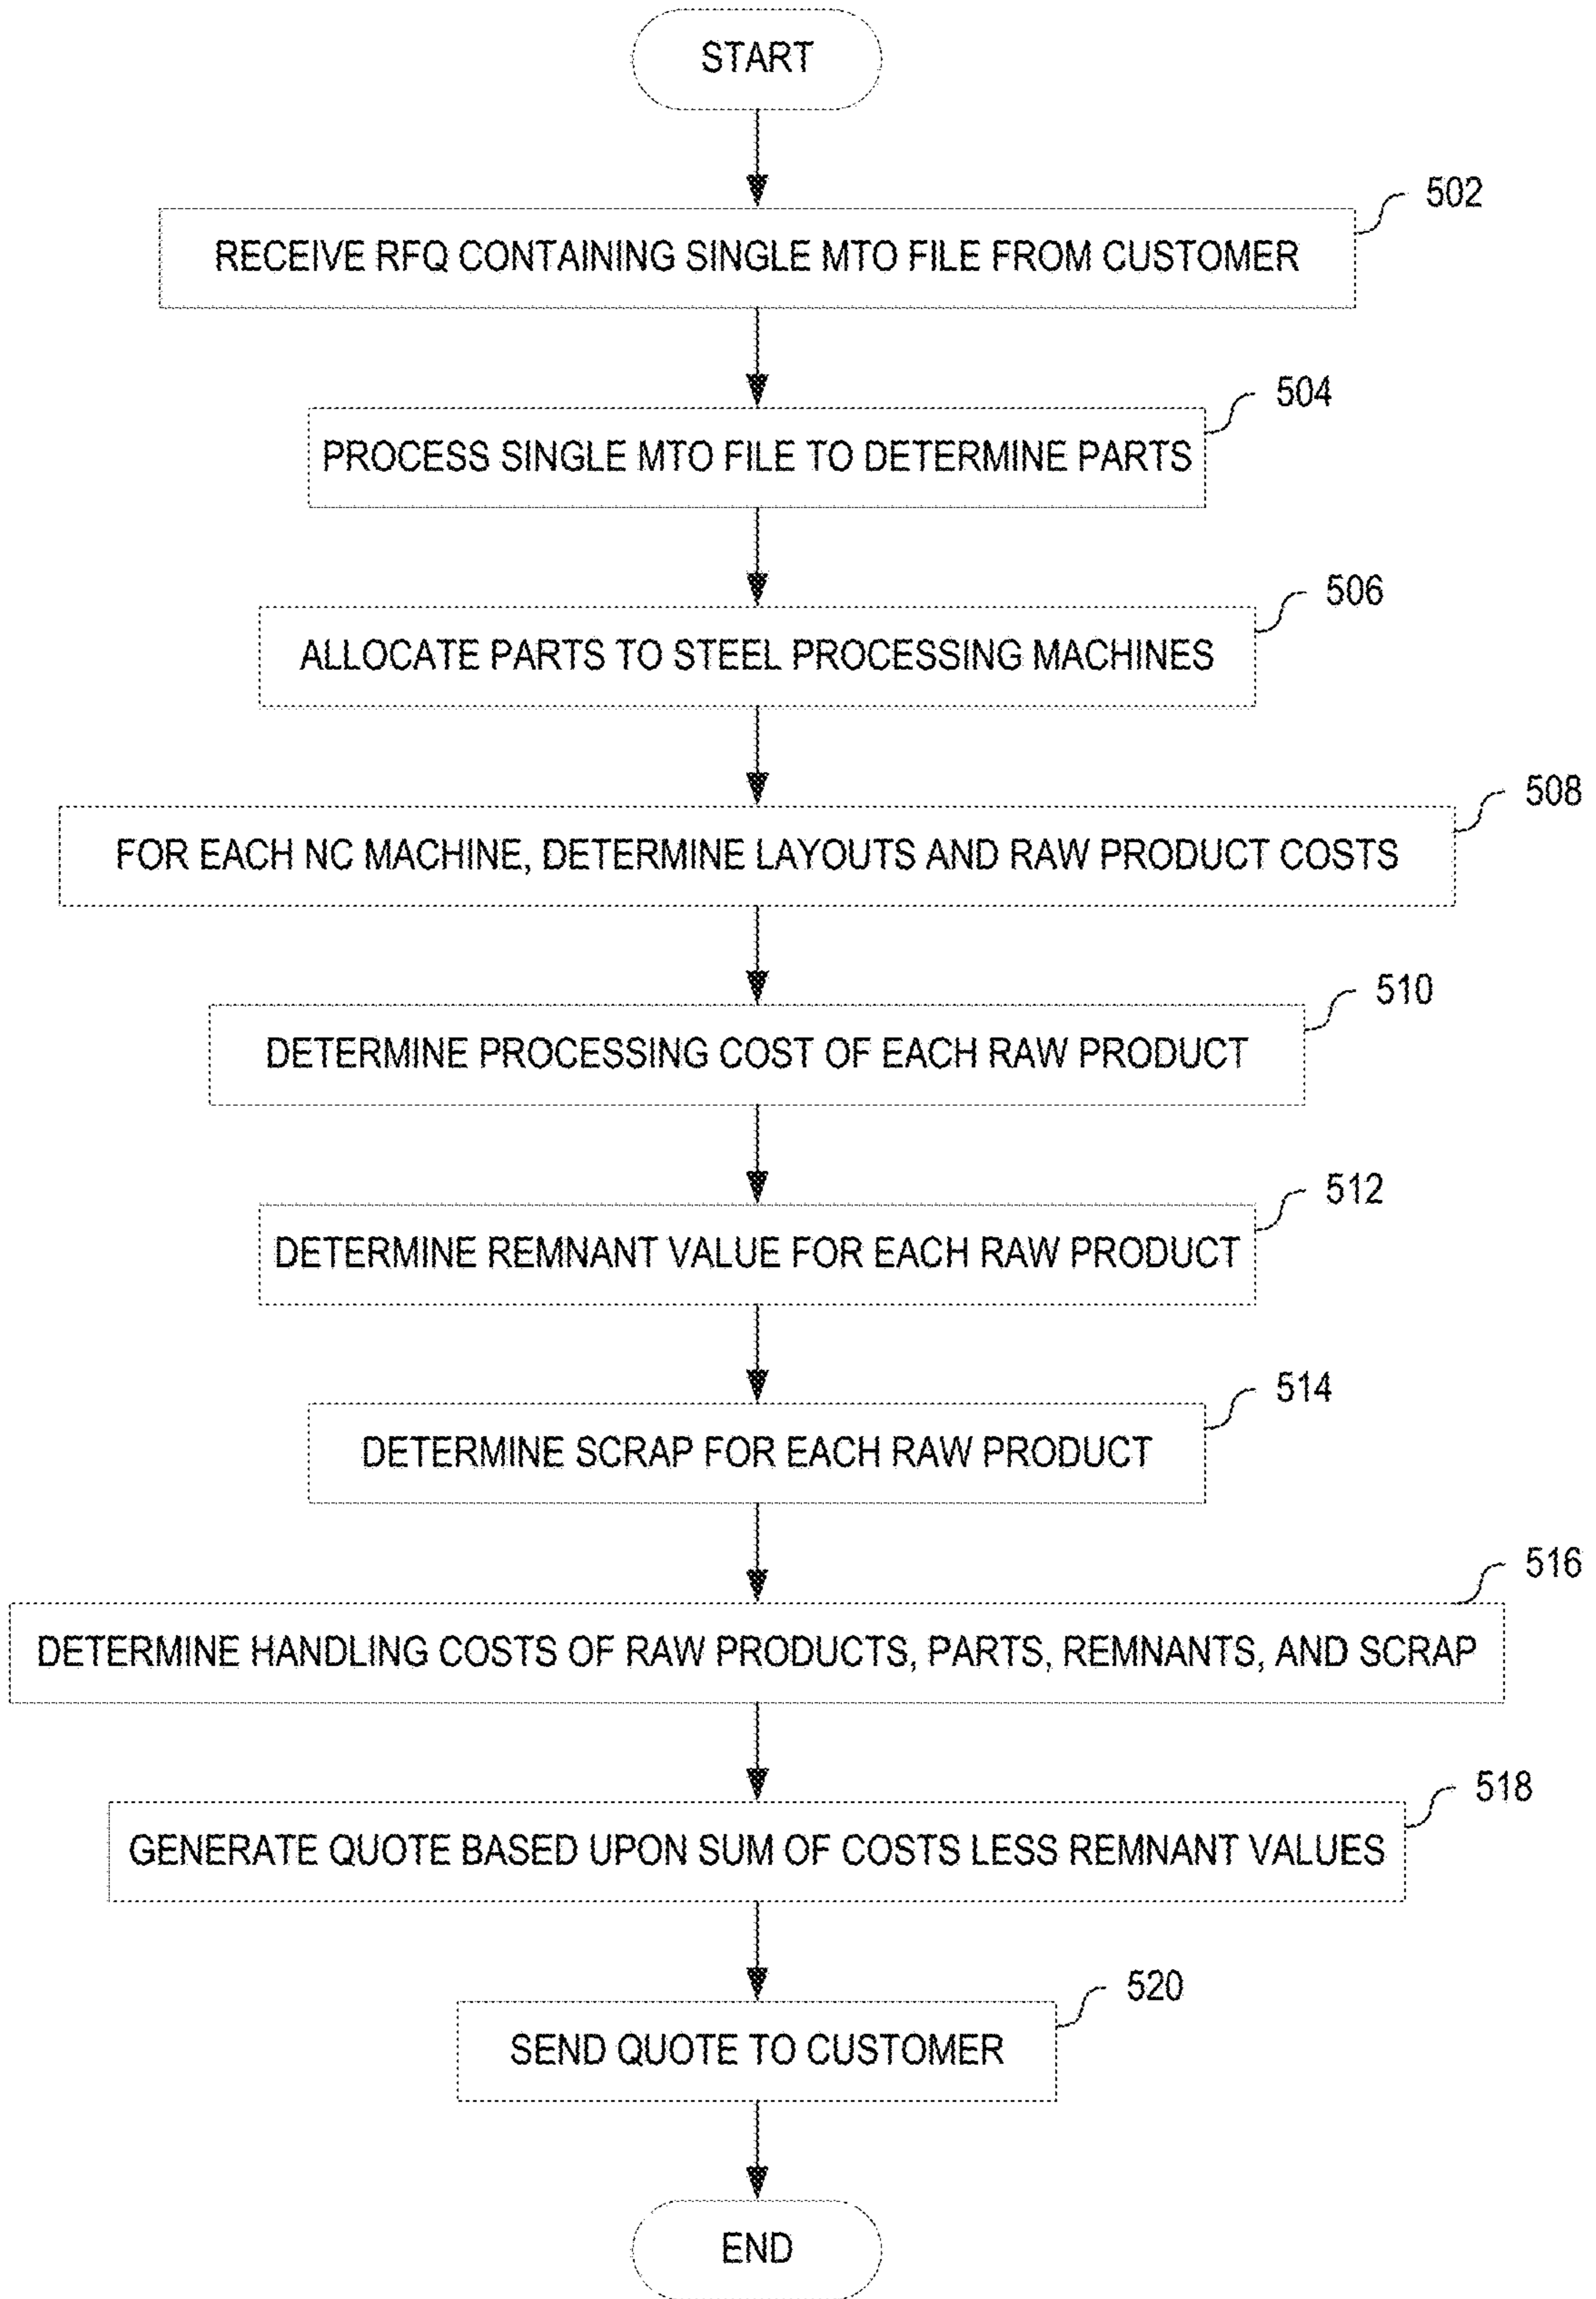 START
502
RECEIVE RFQ CONTAINING SINGLE MTO FILE FROM CUSTOMER
504
PROCESS SINGLE MTO FILE TO DETERMINE PARTS
506
ALLOCATE PARTS TO STEEL PROCESSING MACHINES
508
FOR EACH NC MACHINE, DETERMINE LAYOUTS AND RAW PRODUCT COSTS
510
DETERMINE PROCESSING COST OF EACH RAW PRODUCT
512
DETERMINE REMNANT VALUE FOR EACH RAW PRODUCT
514
DETERMINE SCRAP FOR EACH RAW PRODUCT
516
DETERMINE HANDLING COSTS OF RAW PRODUCTS, PARTS, REMNANTS, AND SCRAP
518
GENERATE QUOTE BASED UPON SUM OF COSTS LESS REMNANT VALUES
520
SEND QUOTE TO CUSTOMER
END